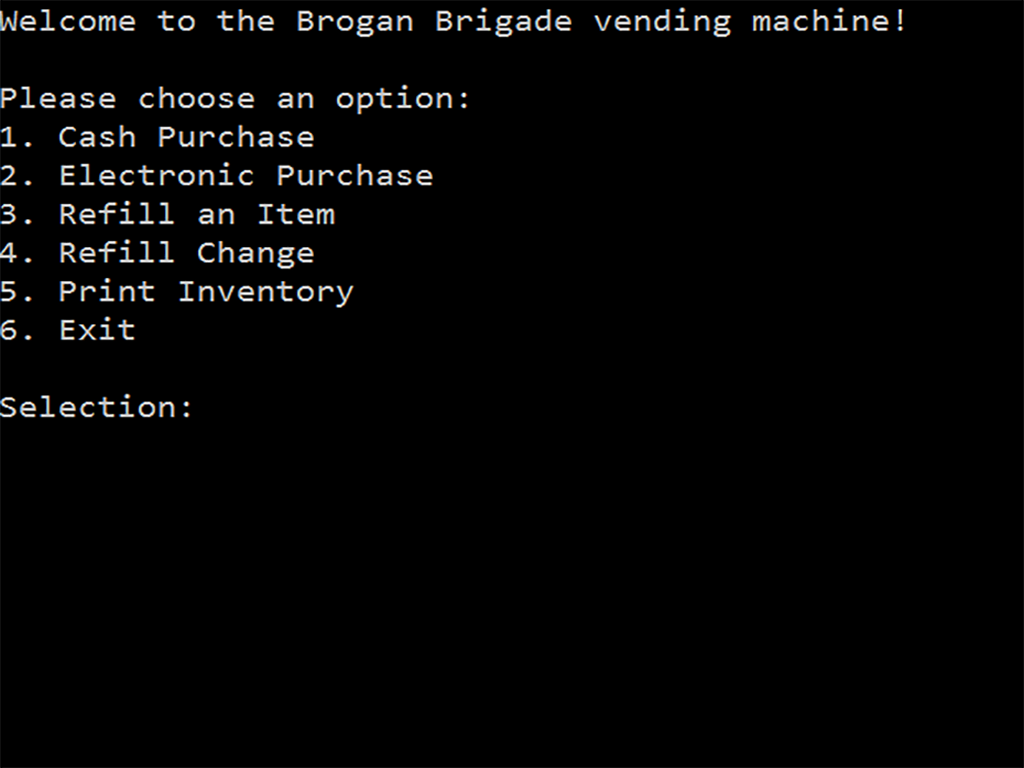 Welcome to the Brogan Brigade vending machine!
Please choose an option:
1. Cash Purchase
2. Electronic Purchase
3. Refill an Item
4. Refill Change
5. Print Inventory
6. Exit
Selection: